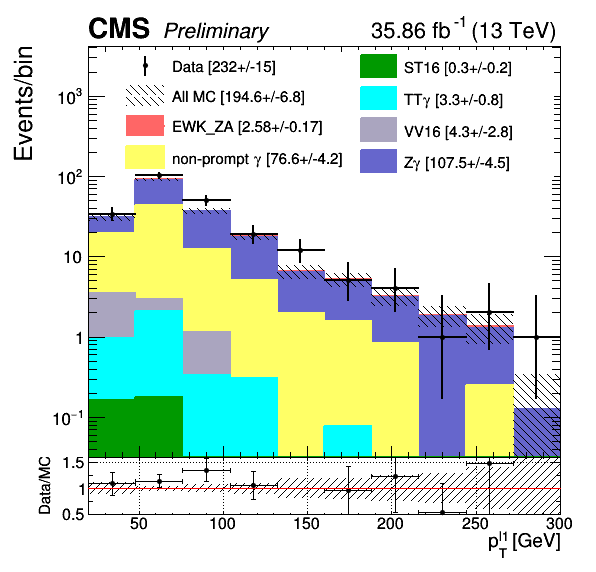 CMS Preliminary 35.86 fb⁻¹ (13 TeV)
Events/bin
Data [232+/-15]
All MC [194.6+/-6.8]
EWK_ZA [2.58+/-0.17]
non-prompt γ [76.6+/-4.2]
ST16 [0.3+/-0.2]
TTγ [3.3+/-0.8]
VV16 [4.3+/-2.8]
Zγ [107.5+/-4.5]
10³
10²
10
1
10⁻¹
Data/MC
1.5
1
0.5
50 100 150 200 250 300
p_T^l1 [GeV]